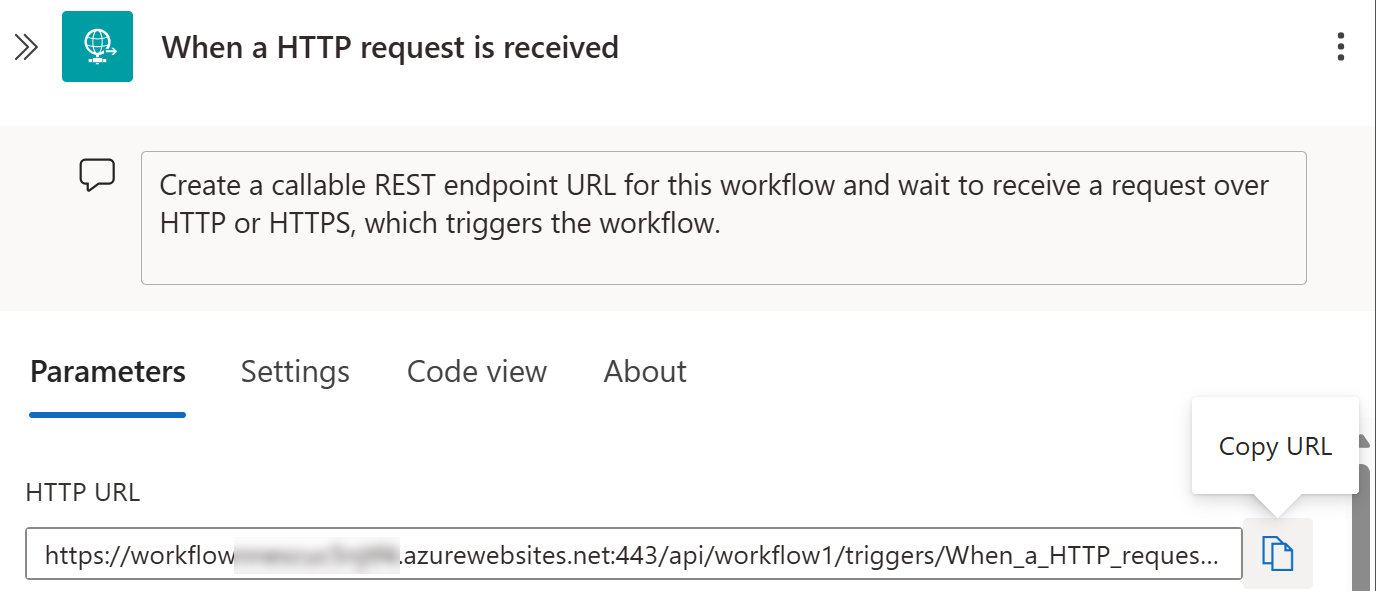 When a HTTP request is received
Create a callable REST endpoint URL for this workflow and wait to receive a request over
HTTP or HTTPS, which triggers the workflow.
Parameters Settings Code view About
Copy URL
HTTP URL
https://workflow .azurewebsites.net:443/api/workflow1/triggers/When_a_HTTP_reques...